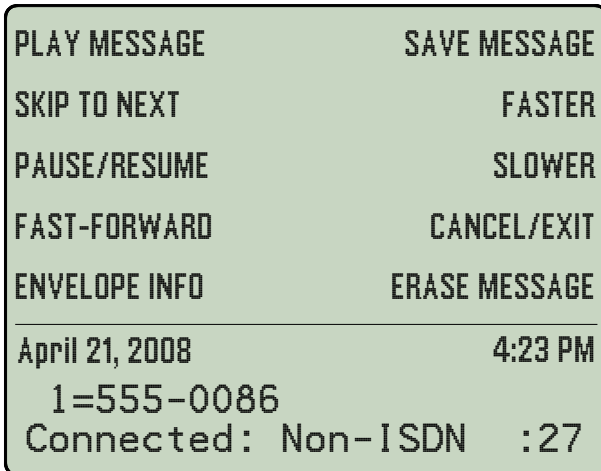 PLAY MESSAGE SAVE MESSAGE
SKIP TO NEXT FASTER
PAUSE/RESUME SLOWER
FAST-FORWARD CANCEL/EXIT
ENVELOPE INFO ERASE MESSAGE
April 21, 2008 4:23 PM
1=555-0086
Connected: Non-ISDN :27